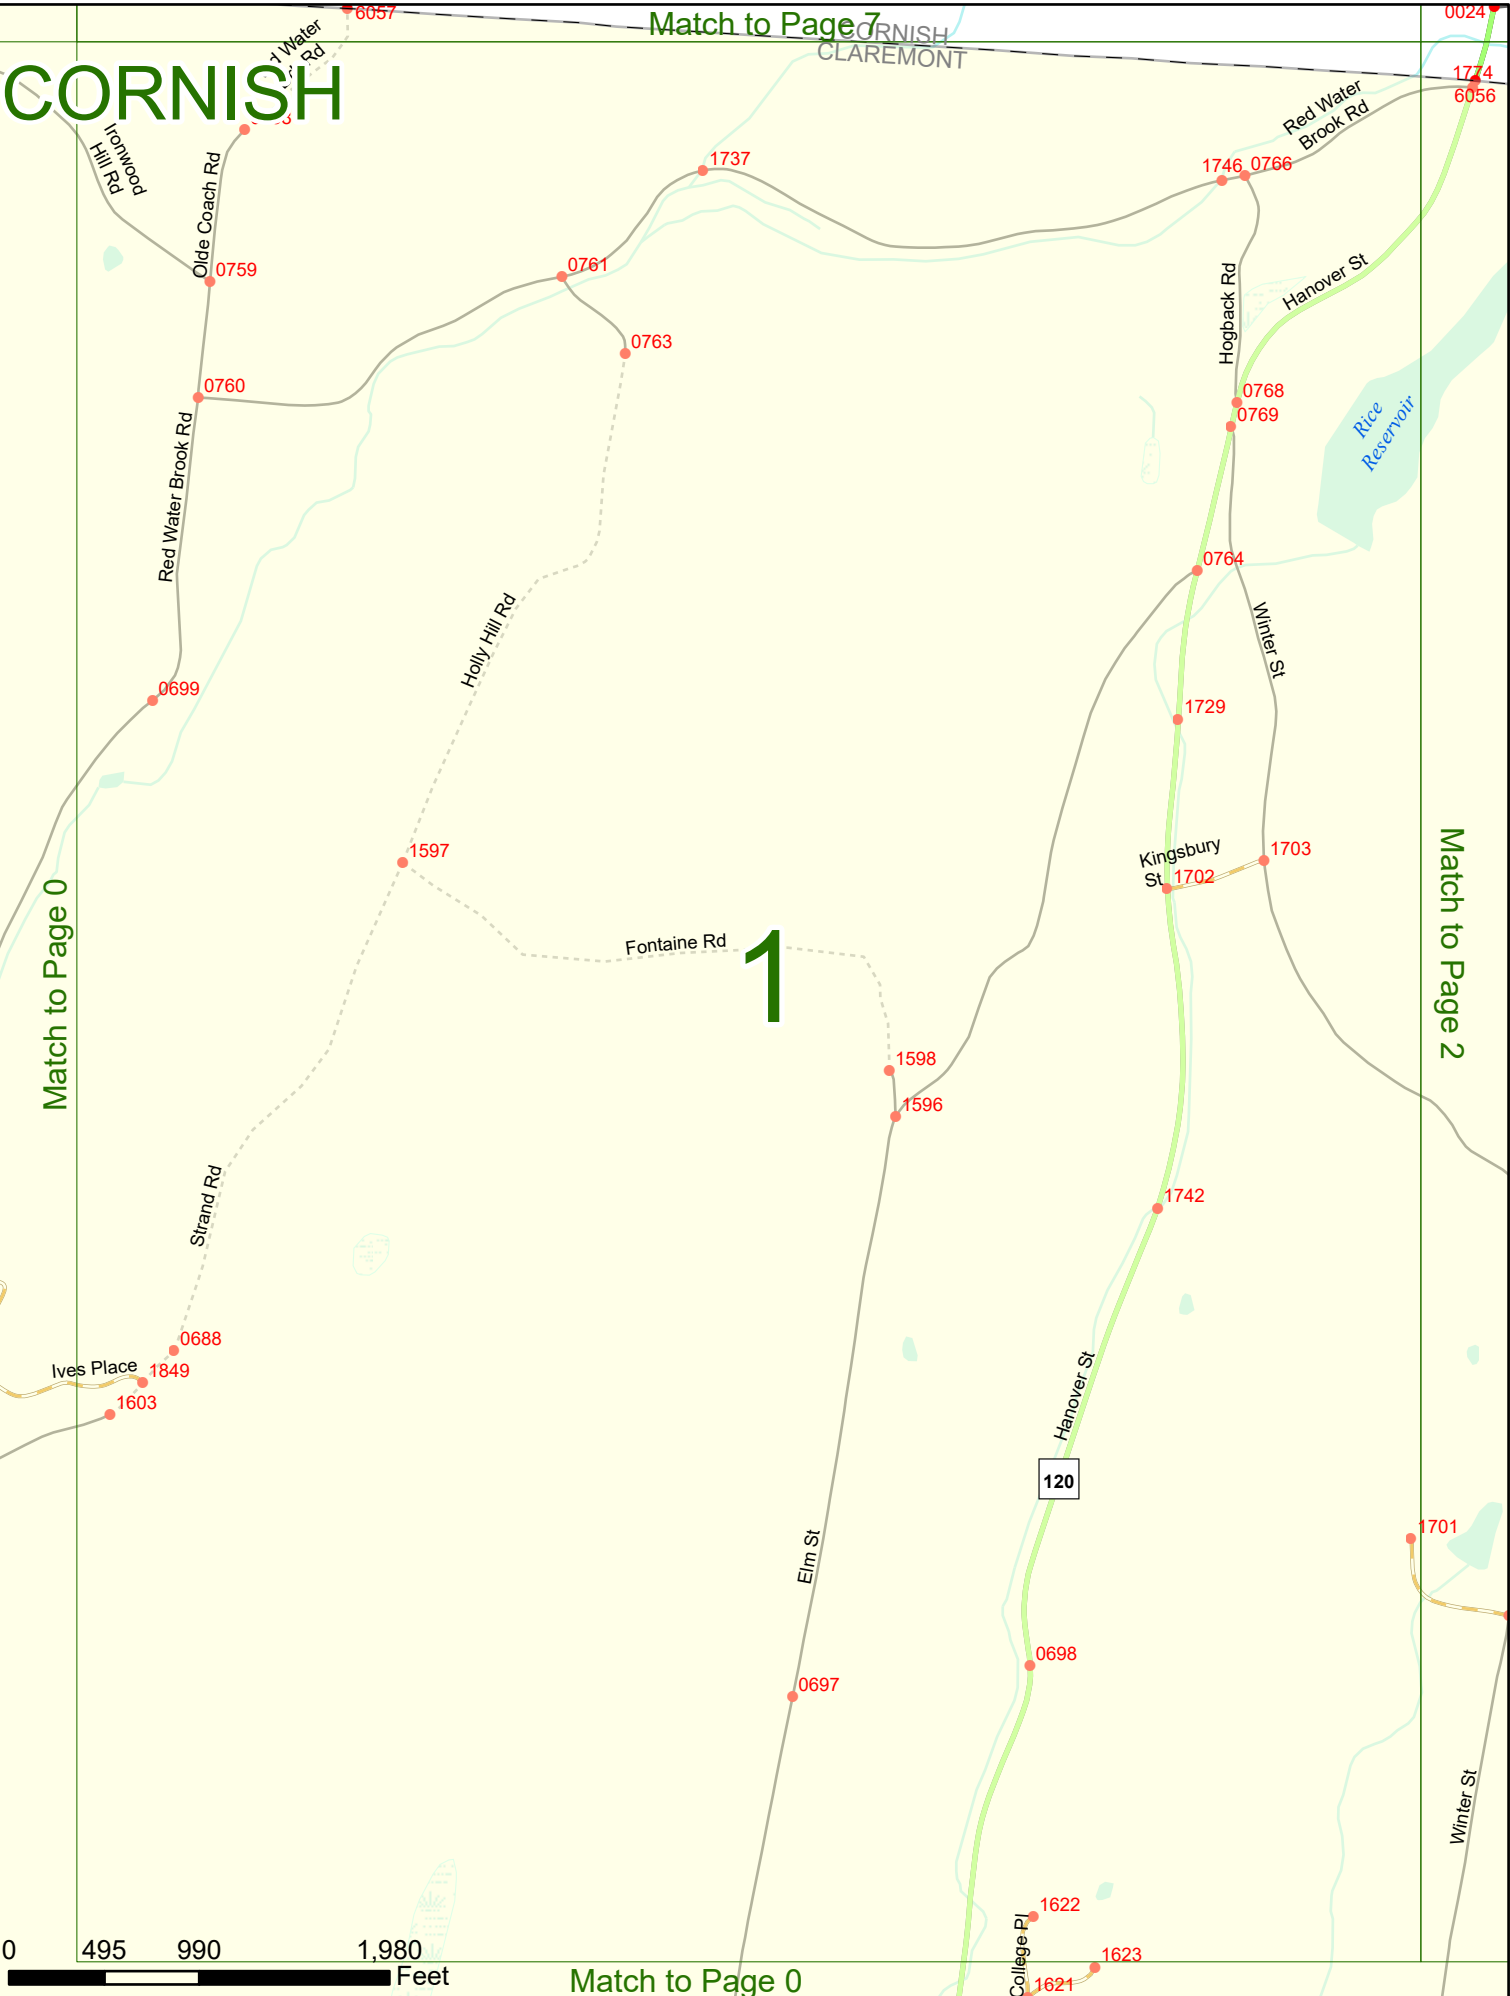 Match to Page 7
6057
0024
CORNISH
CLAREMONT
CORNISH
Water
Rd
1774
6056
Red Water
Brook Rd
Ironwood
Hill Rd
Olde Coach Rd
1737
1746
0766
0759
0761
Hogback Rd
Hanover St
0763
0760
0768
0769
Rice
Reservoir
Red Water Brook Rd
0764
Holly Hill Rd
Winter St
0699
1729
1597
Kingsbury
St
1702
1703
Match to Page 0
Fontaine Rd
1
Match to Page 2
1598
1596
Strand Rd
1742
0688
Ives Place
1849
1603
Hanover St
120
Elm St
1701
0698
0697
Winter St
1622
College Pl
1623
1621
0
495
990
1,980
Feet
Match to Page 0